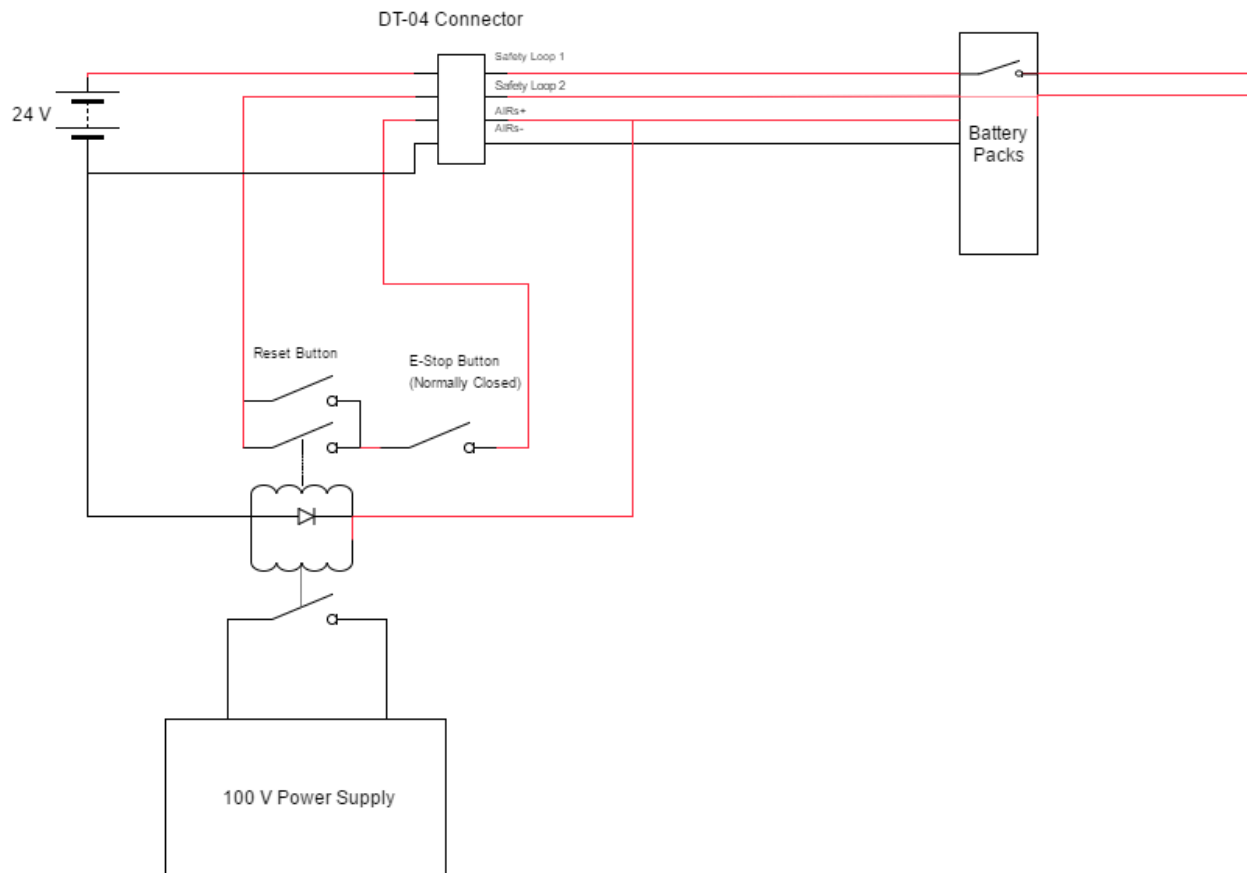 DT-04 Connector
Safety Loop 1
Safety Loop 2
AIRs+
AIRs-
24 V
Battery
Packs
Reset Button
E-Stop Button
(Normally Closed)
100 V Power Supply